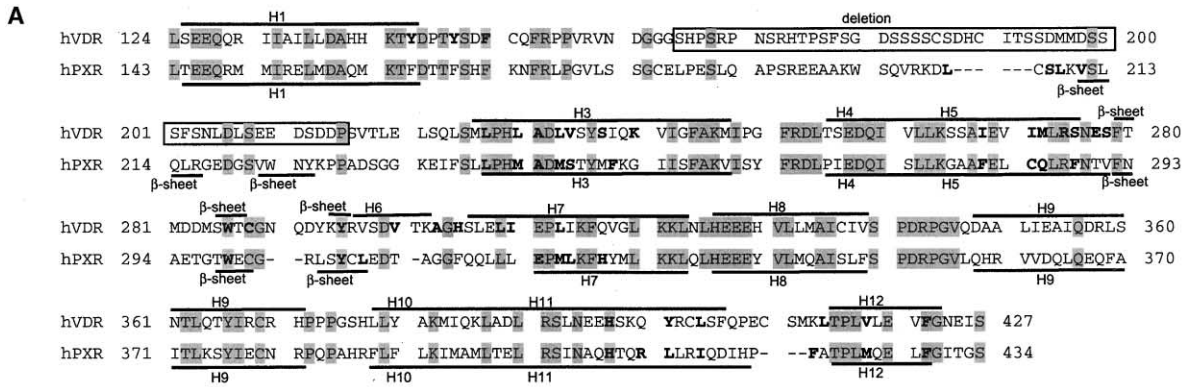 A
H1 deletion
hVDR 124 LSEEQQRI IIAILLDAHH KTYDPTYSDF CQFRPPVRVN DGGGSHPSRP NSRHTPSFSG DSSSSCSDHC ITSSDMMDSS 200
hPXR 143 LTEEQRMM IRELMDAQM KTFDTTFSHF KNFRLPGVLS SGCELPESLQ APSREEAAKW SQVRKDL--- ---CSLKVSL 213
H1 β-sheet
H3 H4 H5 β-sheet
hVDR 201 SFSNLDLSEE DSDDPSVTLE LSQLSMLPHL ADLVSYSIQK VIGFAKMIPG FRDLTSEDQI VLLKSSAIEV IMLRSNESFT 280
hPXR 214 QLRGEDGSVW NYKPPADSGG KEIFSLLPHM ADMSTYMFKG IISFAKVISY FRDLPIEDQI SLLKGAAFEL CQLRFNTVFN 293
β-sheet β-sheet H3 H4 H5 β-sheet
β-sheet β-sheet H6 H7 H8 H9
hVDR 281 MDDMSWTCGN QDYKYRVSDV TKAGHSLELI EPLIKFQVGL KKLNLHEEEH VLLMAICIVS PDRPGVQDAA LIEAIQDRLS 360
hPXR 294 AETGTWECG- -RLSYCLEDT -AGGFQQLLL EPMLKFHYML KKLQLHEEEY VLMQAISLFS PDRPGVLQHR VVDQLQEQFA 370
β-sheet β-sheet H7 H8 H9
H9 H10 H11 H12
hVDR 361 NTLQTYIRCR HPPPGSHLLY AKMIQKLADL RSLNEEHSKQ YRCLSFQPEC SMKLTPLVLE VFGNEIS 427
hPXR 371 ITLKSYIECN RPQPAHRFLF LKIMAMLTEL RSINAQHTQR LLRIQDIHP- -FATPLMQE LFGITGS 434
H9 H10 H11 H12